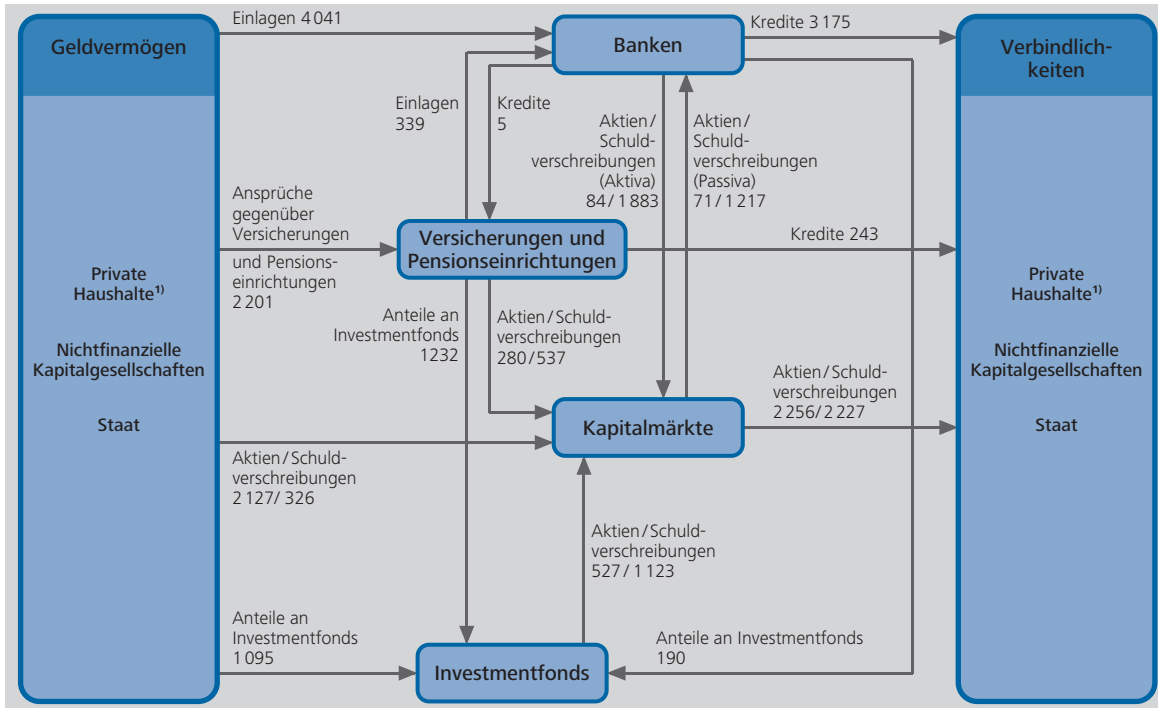 Geldvermögen
Private
Haushalte¹⁾
Nichtfinanzielle
Kapitalgesellschaften
Staat
Einlagen 4 041
Banken
Kredite 3 175
Verbindlich-
keiten
Private
Haushalte¹⁾
Nichtfinanzielle
Kapitalgesellschaften
Staat
Einlagen
339
Kredite
5
Aktien/
Schuld-
verschreibungen
(Aktiva)
84/1 883
Aktien/
Schuld-
verschreibungen
(Passiva)
71/1 217
Ansprüche
gegenüber
Versicherungen
und Pensions-
einrichtungen
2 201
Versicherungen und
Pensionseinrichtungen
Kredite 243
Anteile an
Investmentfonds
1232
Aktien/Schuld-
verschreibungen
280/537
Aktien/Schuld-
verschreibungen
2 256/2 227
Kapitalmärkte
Aktien/Schuld-
verschreibungen
2 127/ 326
Aktien/Schuld-
verschreibungen
527/ 1 123
Anteile an
Investmentfonds
1 095
Investmentfonds
Anteile an Investmentfonds
190